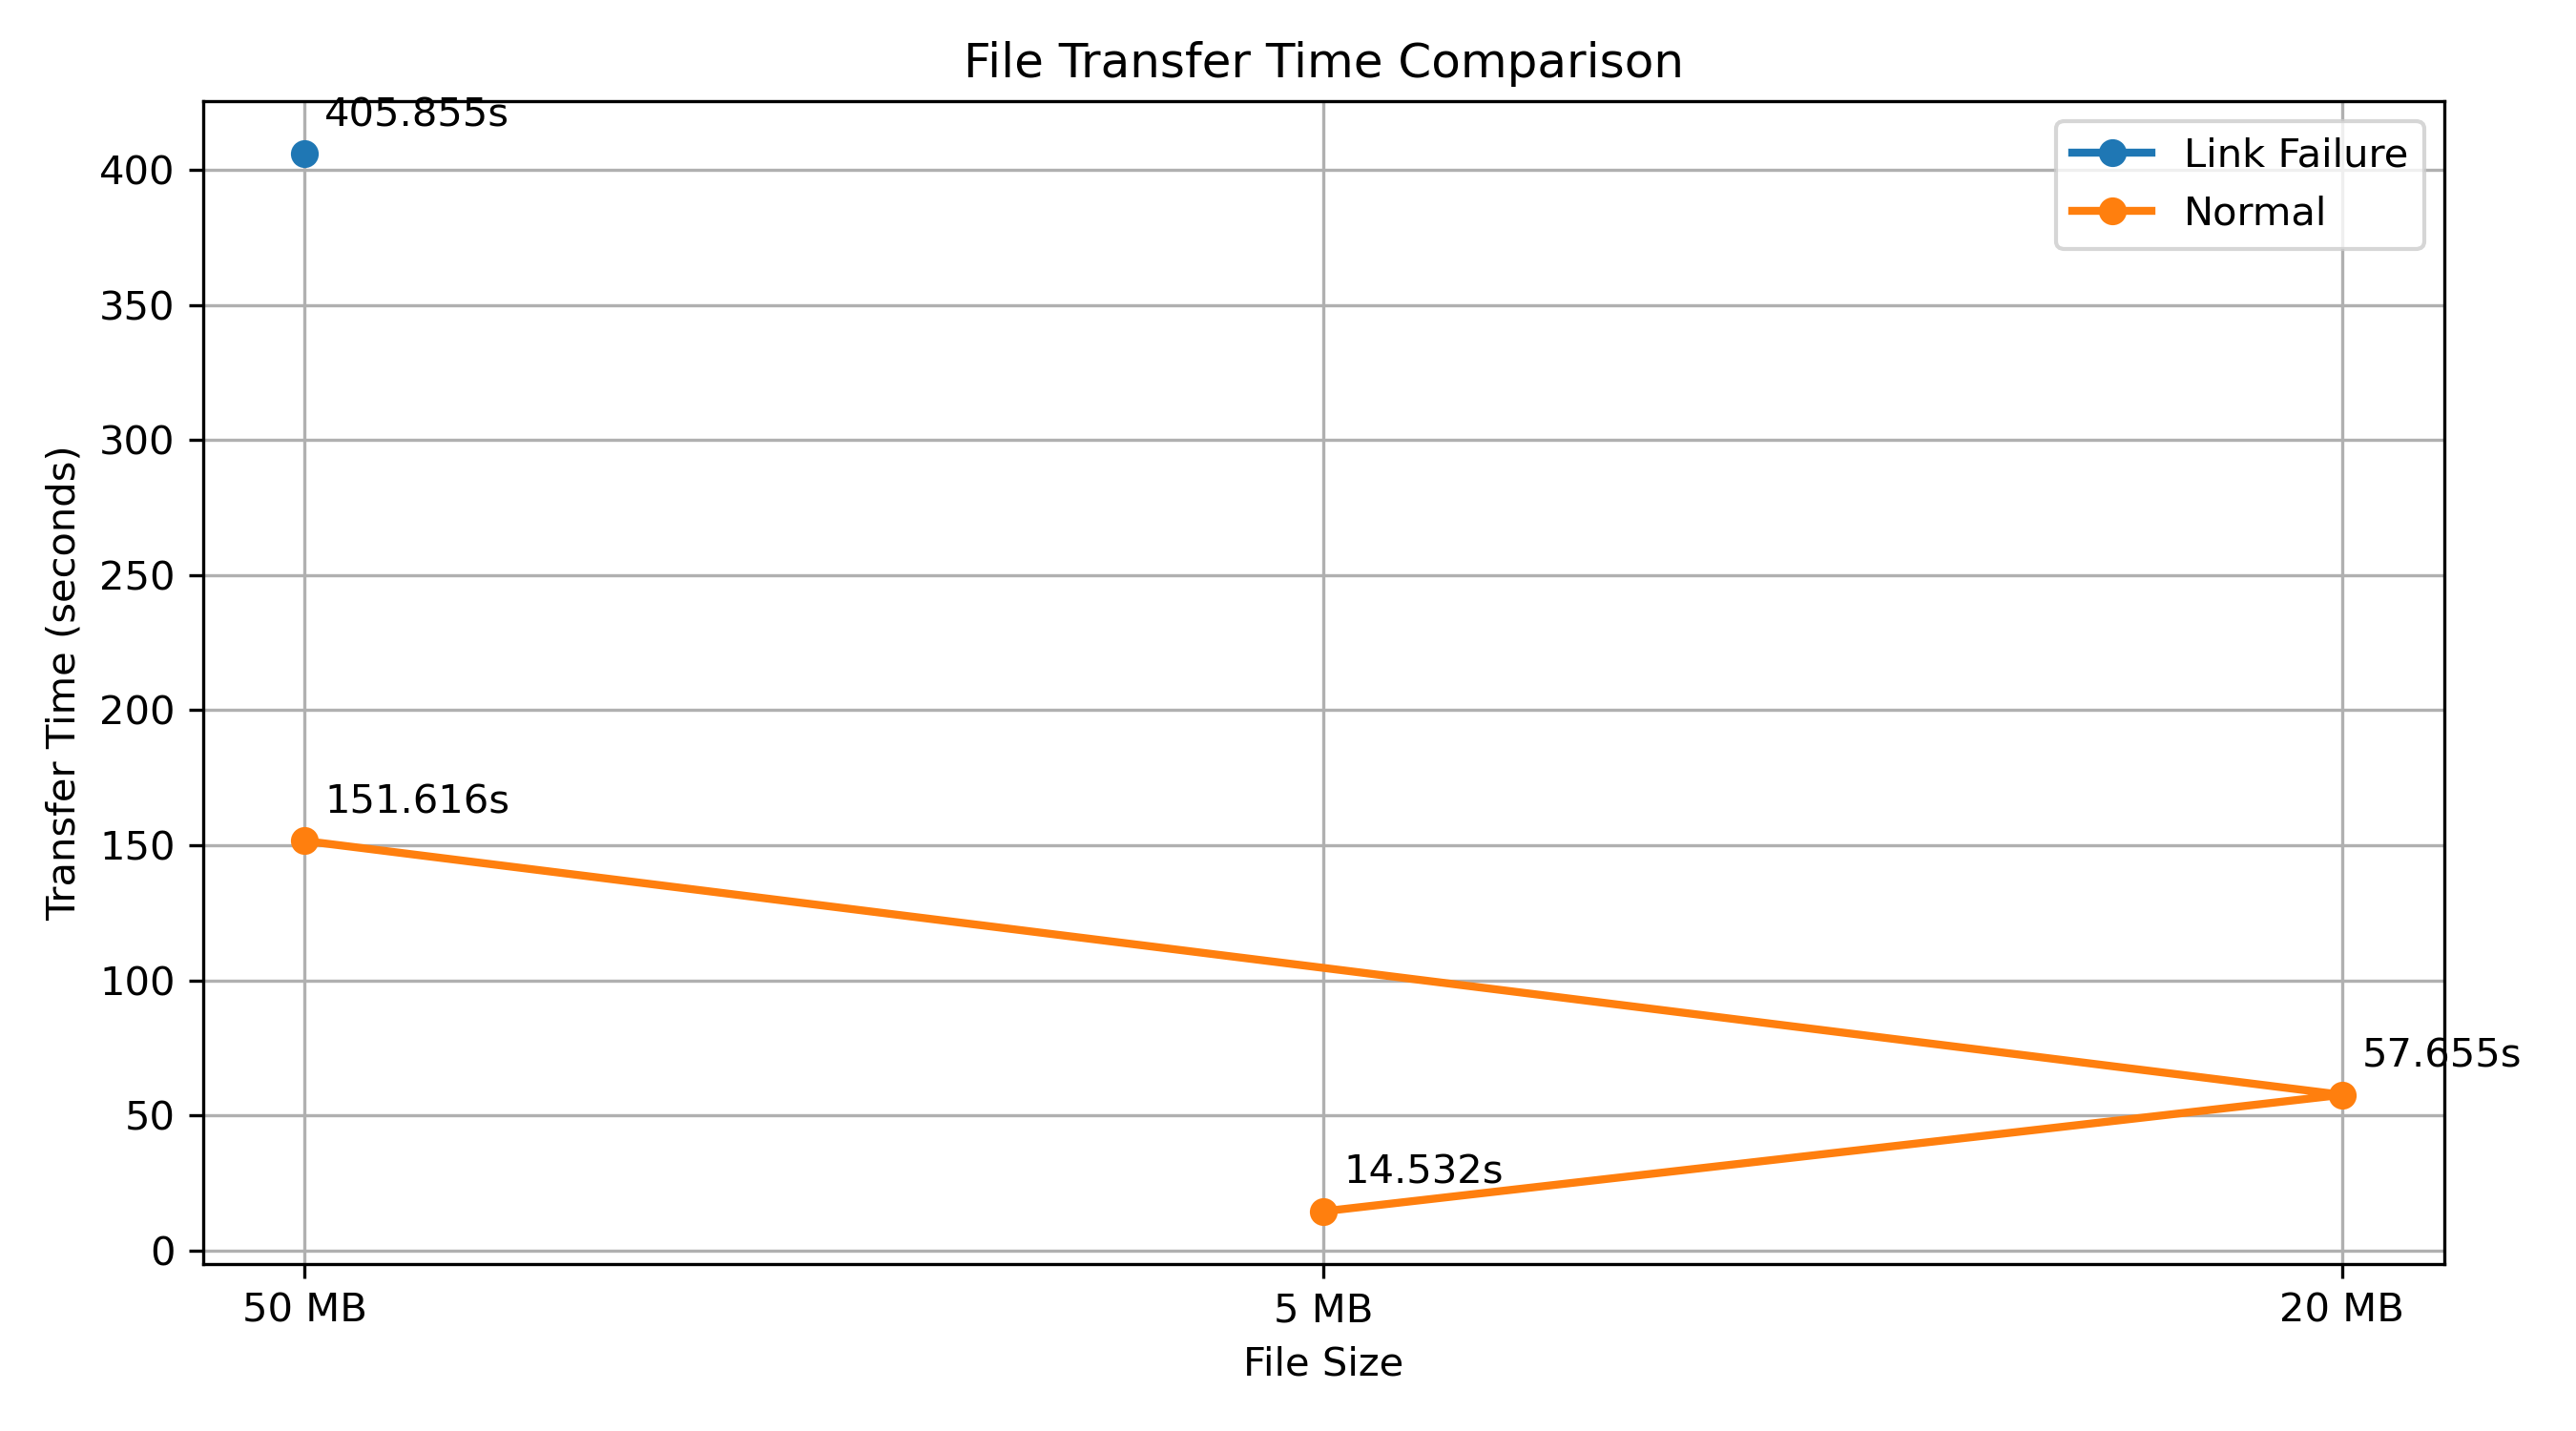 File Transfer Time Comparison
405.855s
Link Failure
Normal
400
350
300
250
200
150
100
50
0
Transfer Time (seconds)
151.616s
57.655s
14.532s
50 MB
5 MB
20 MB
File Size